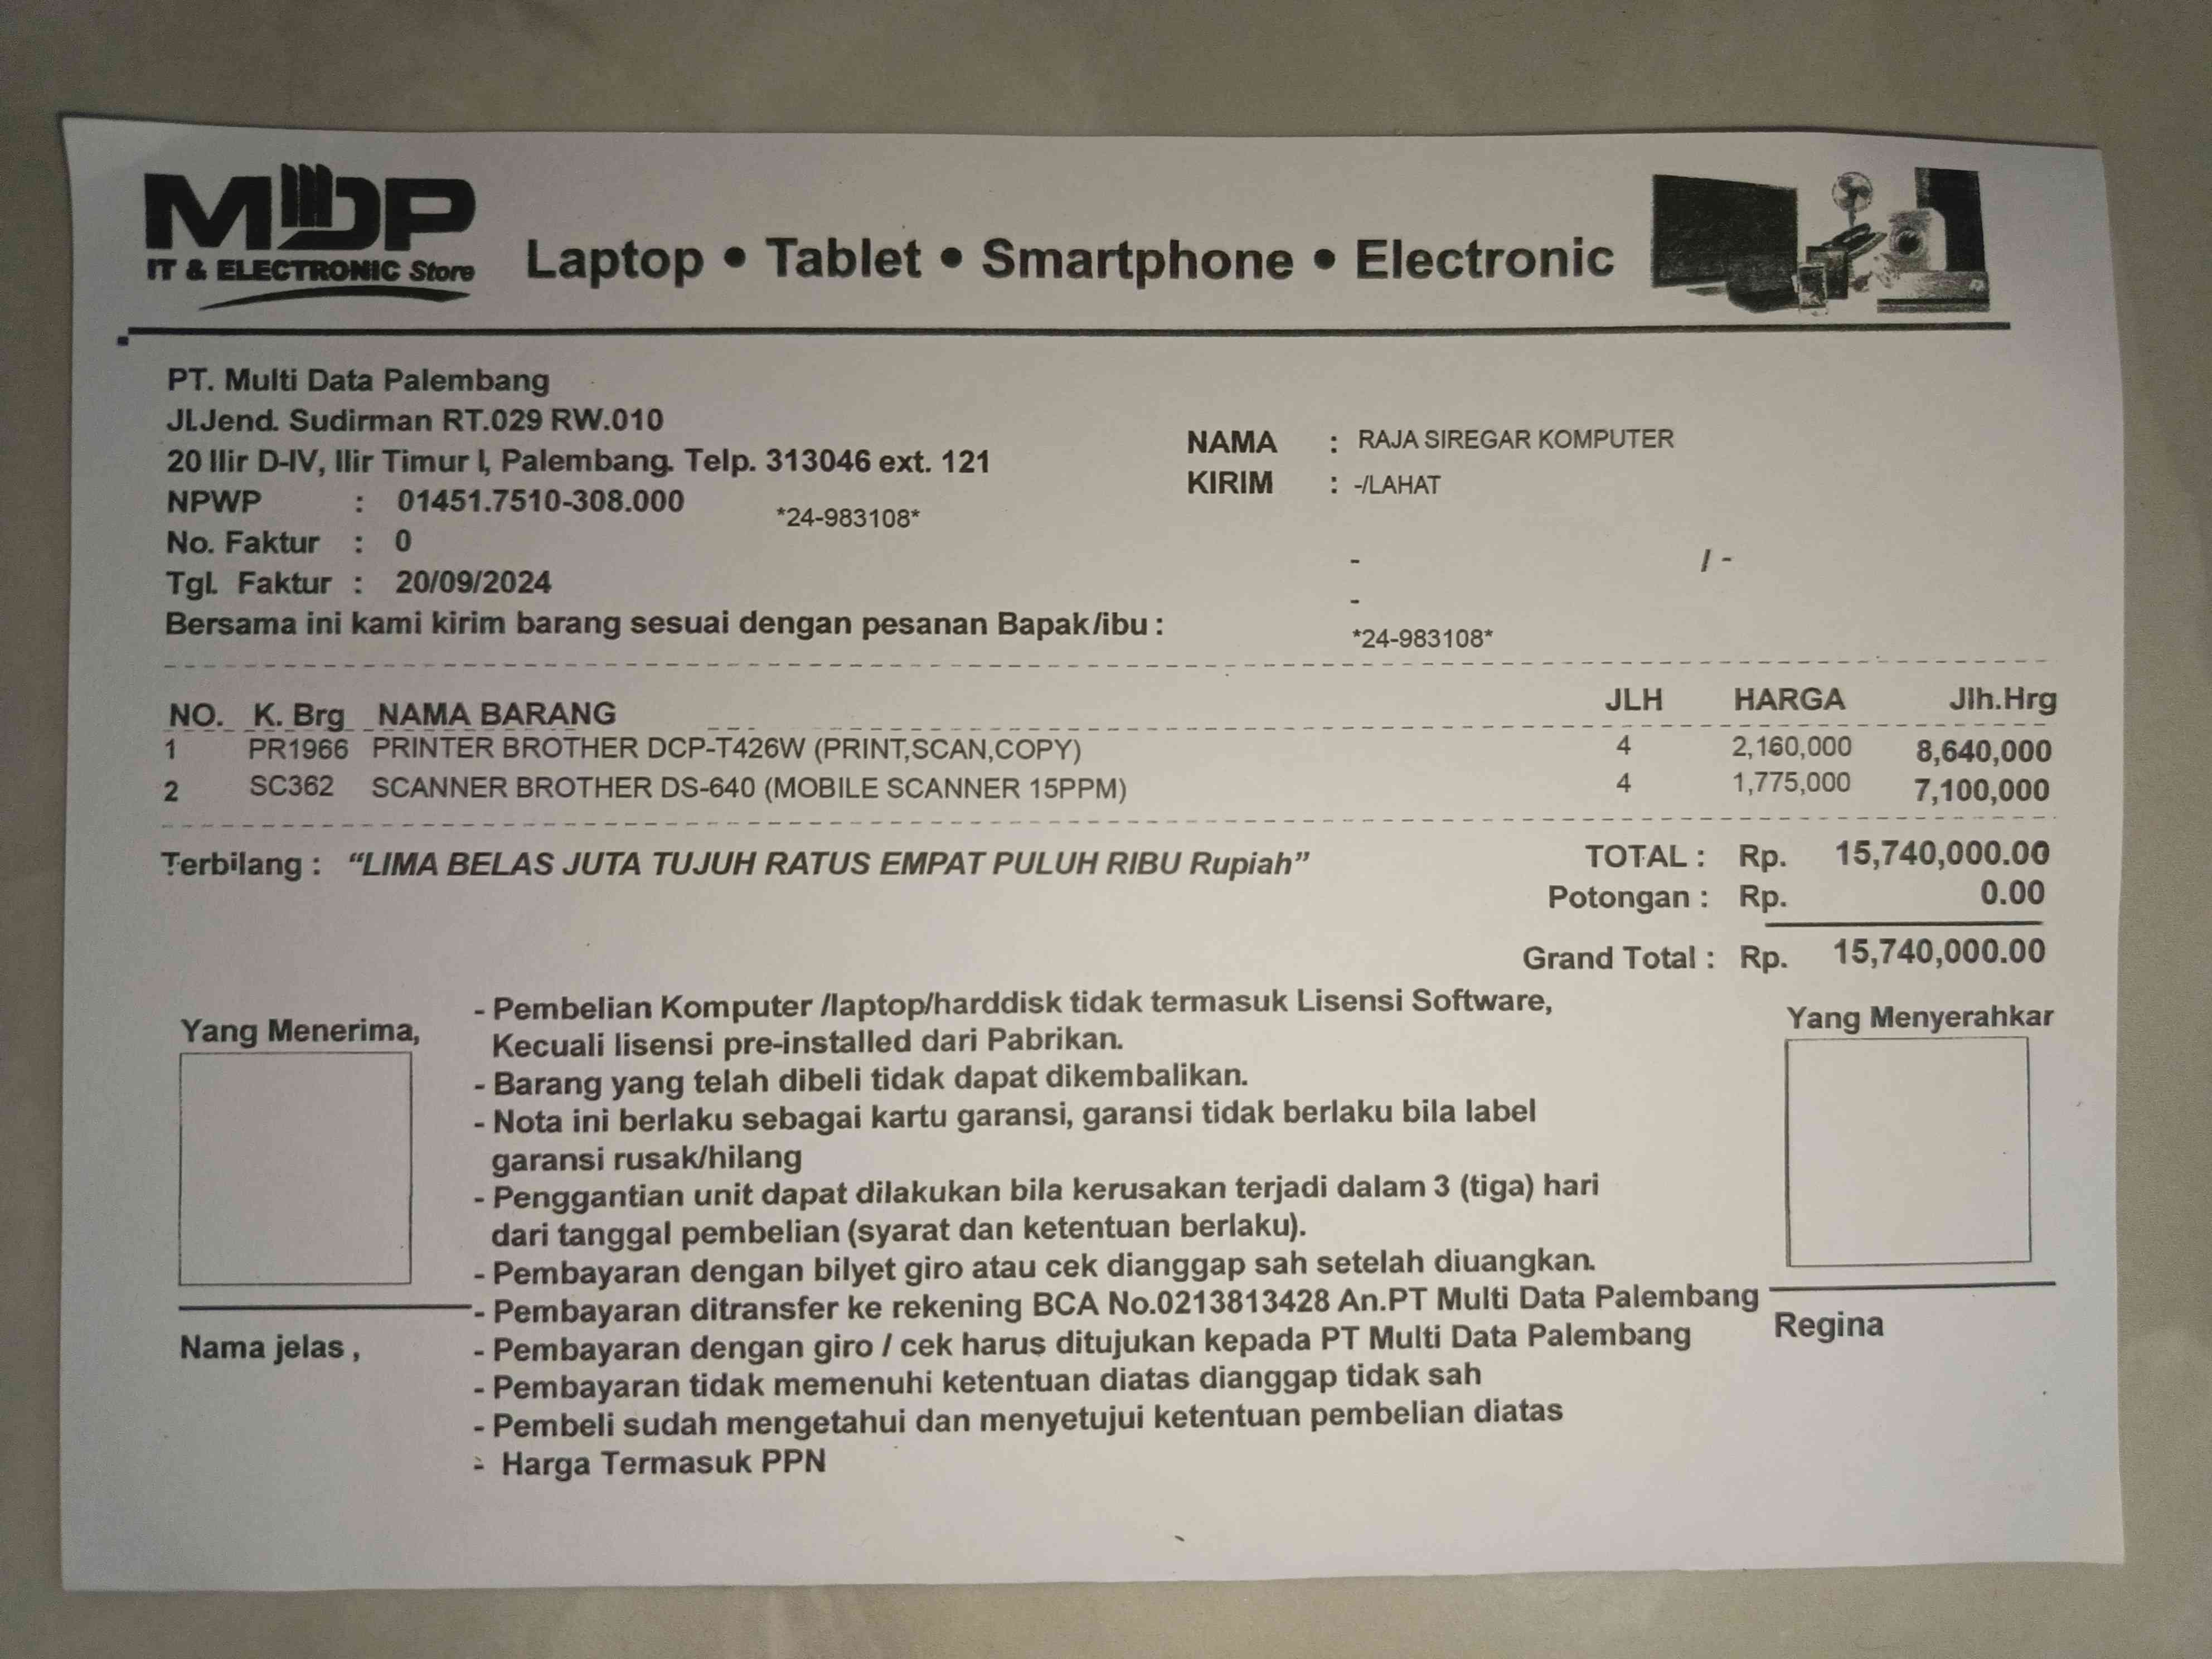 MDP
IT & ELECTRONIC Store
Laptop • Tablet • Smartphone • Electronic
PT. Multi Data Palembang
Jl.Jend. Sudirman RT.029 RW.010
20 Ilir D-IV, Ilir Timur I, Palembang. Telp. 313046 ext. 121
NPWP : 01451.7510-308.000
*24-983108*
No. Faktur : 0
Tgl. Faktur : 20/09/2024
Bersama ini kami kirim barang sesuai dengan pesanan Bapak/ibu :
NAMA : RAJA SIREGAR KOMPUTER
KIRIM : -/LAHAT
- / -
-
*24-983108*
NO. K. Brg NAMA BARANG JLH HARGA Jlh.Hrg
1 PR1966 PRINTER BROTHER DCP-T426W (PRINT,SCAN,COPY) 4 2,160,000 8,640,000
2 SC362 SCANNER BROTHER DS-640 (MOBILE SCANNER 15PPM) 4 1,775,000 7,100,000
Terbilang : “LIMA BELAS JUTA TUJUH RATUS EMPAT PULUH RIBU Rupiah”
TOTAL : Rp. 15,740,000.00
Potongan : Rp. 0.00
Grand Total : Rp. 15,740,000.00
Yang Menerima,
- Pembelian Komputer /laptop/harddisk tidak termasuk Lisensi Software,
Kecuali lisensi pre-installed dari Pabrikan.
- Barang yang telah dibeli tidak dapat dikembalikan.
- Nota ini berlaku sebagai kartu garansi, garansi tidak berlaku bila label
garansi rusak/hilang
- Penggantian unit dapat dilakukan bila kerusakan terjadi dalam 3 (tiga) hari
dari tanggal pembelian (syarat dan ketentuan berlaku).
- Pembayaran dengan bilyet giro atau cek dianggap sah setelah diuangkan.
- Pembayaran ditransfer ke rekening BCA No.0213813428 An.PT Multi Data Palembang
- Pembayaran dengan giro / cek harus ditujukan kepada PT Multi Data Palembang
- Pembayaran tidak memenuhi ketentuan diatas dianggap tidak sah
- Pembeli sudah mengetahui dan menyetujui ketentuan pembelian diatas
- Harga Termasuk PPN
Nama jelas ,
Yang Menyerahkar
Regina